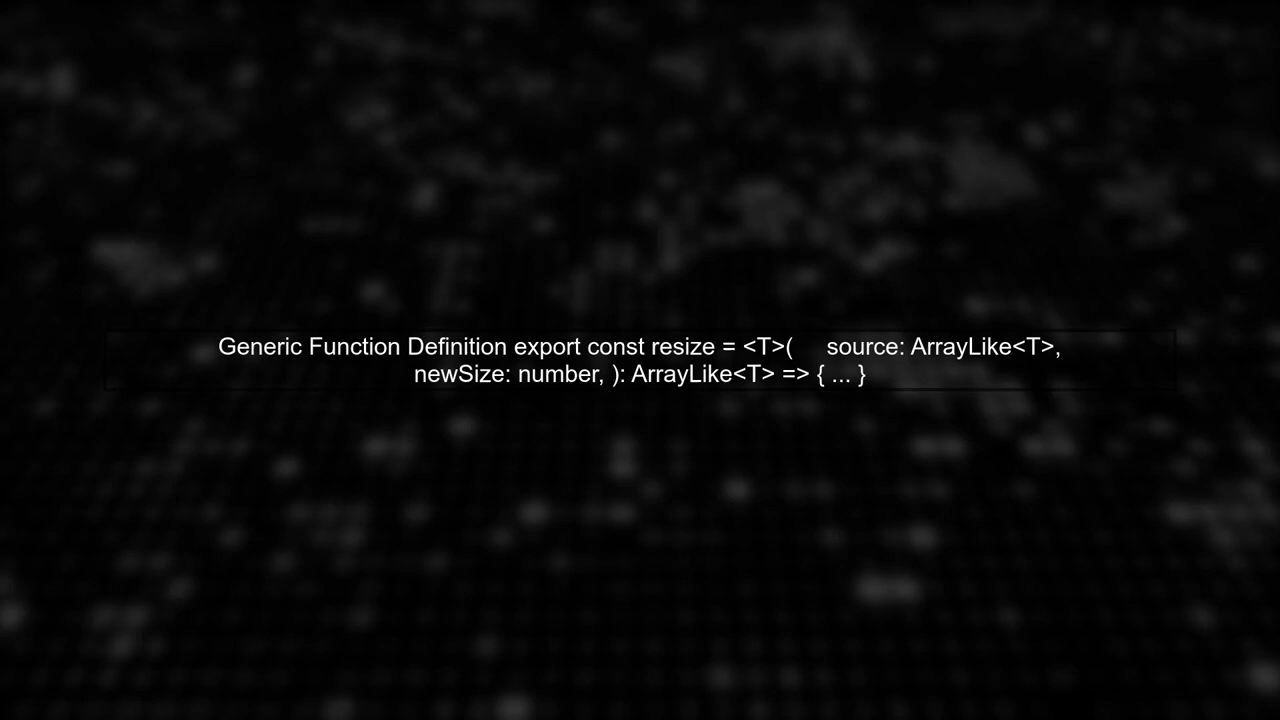 Generic Function Definition export const resize = <T>(     source: ArrayLike<T>,
newSize: number, ): ArrayLike<T> => { ... }